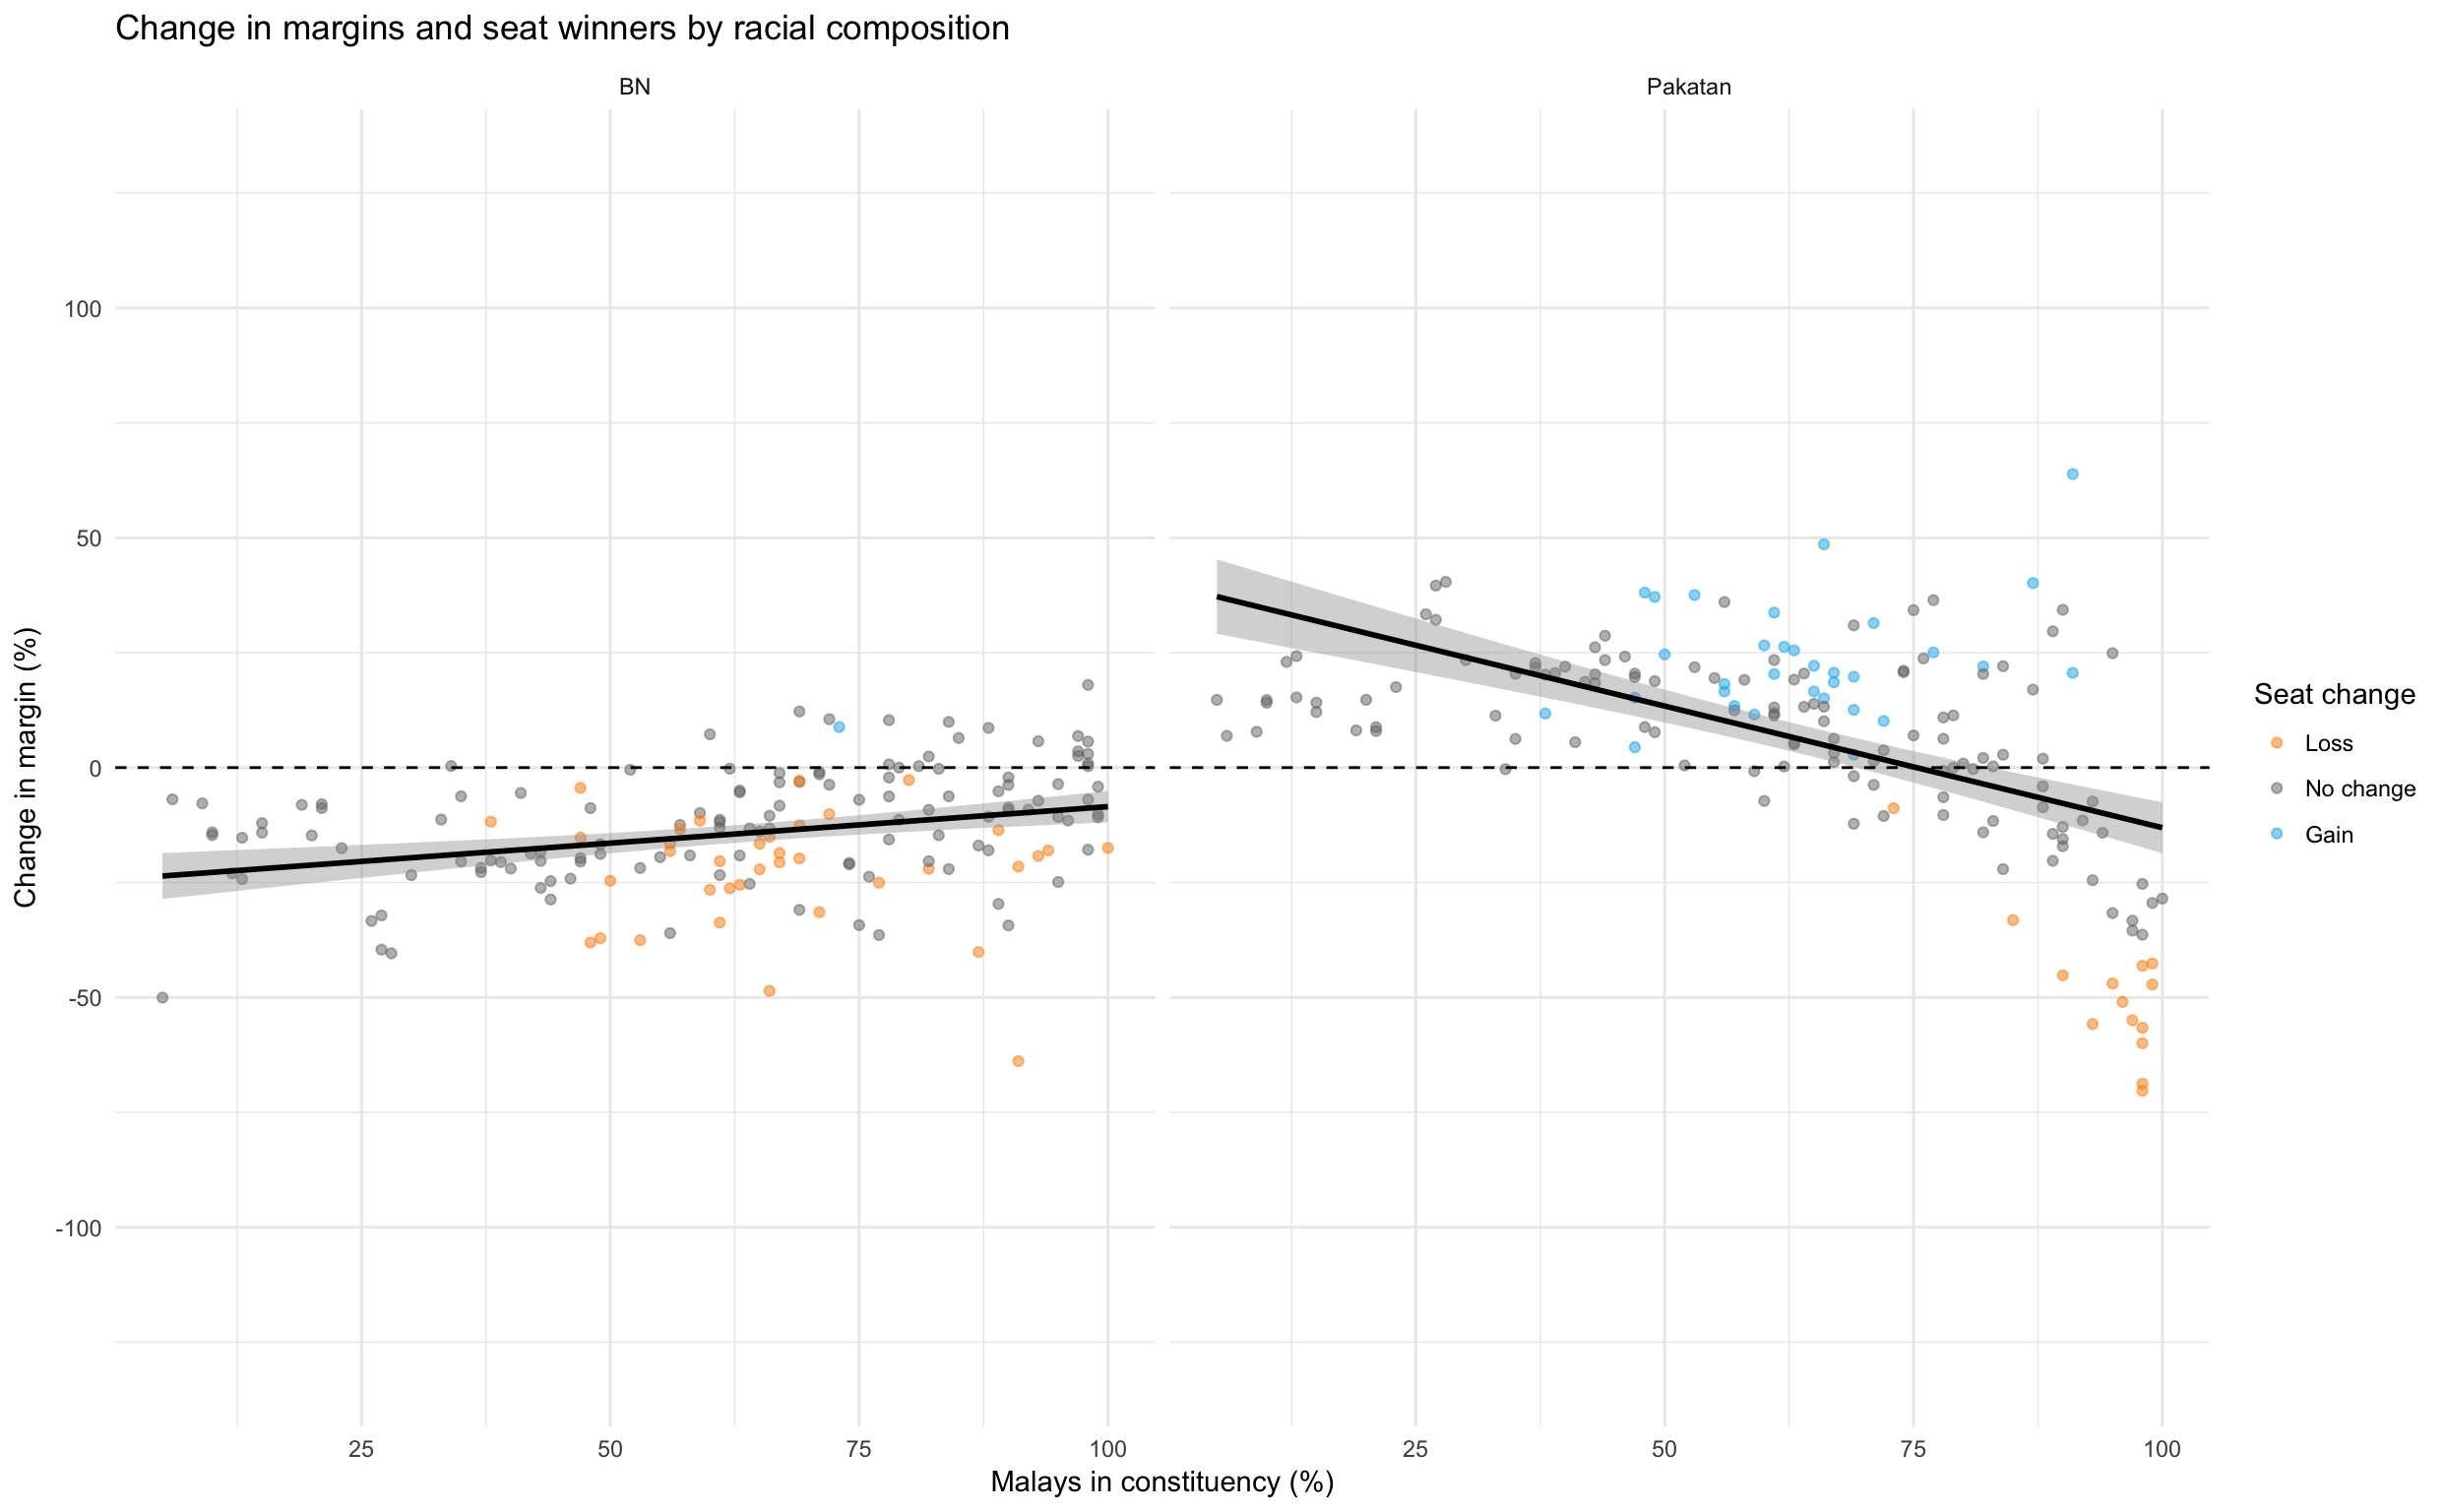 Change in margins and seat winners by racial composition
BN
Pakatan
100
50
0
-50
-100
Change in margin (%)
25 50 75 100
25 50 75 100
Malays in constituency (%)
Seat change
Loss
No change
Gain